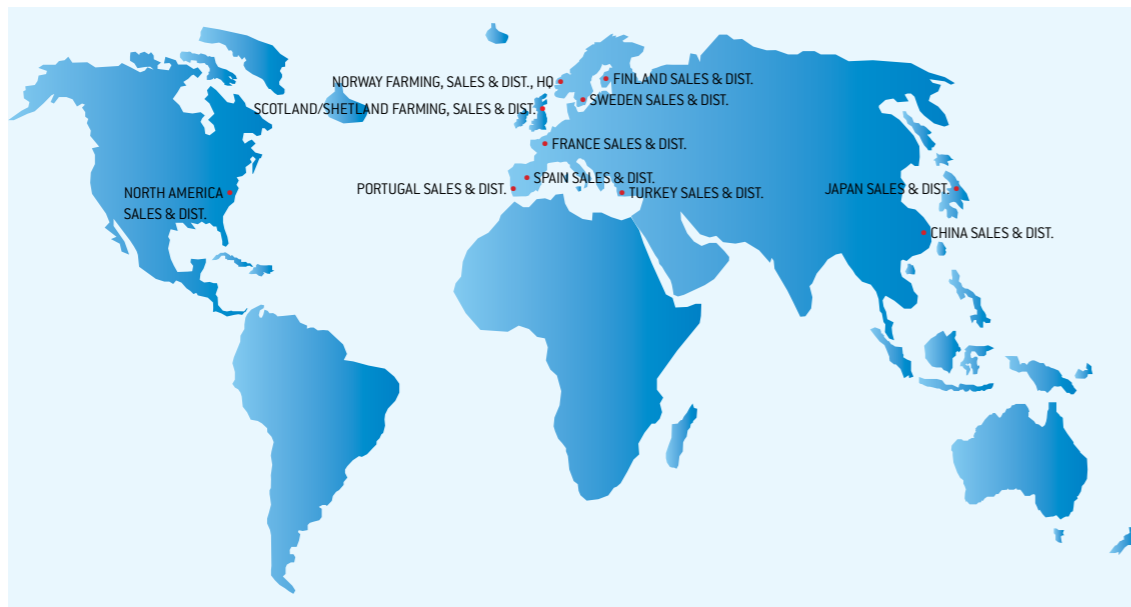 NORWAY FARMING, SALES & DIST., HQ
FINLAND SALES & DIST.
SWEDEN SALES & DIST.
SCOTLAND/SHETLAND FARMING, SALES & DIST.
FRANCE SALES & DIST.
SPAIN SALES & DIST.
PORTUGAL SALES & DIST.
TURKEY SALES & DIST.
JAPAN SALES & DIST.
NORTH AMERICA
SALES & DIST.
CHINA SALES & DIST.